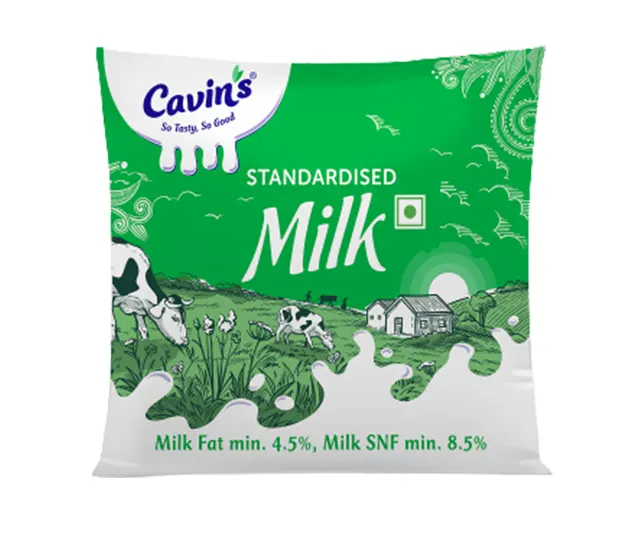 Cavin's®
So Tasty, So Good
STANDARDISED
Milk
Milk Fat min. 4.5%, Milk SNF min. 8.5%